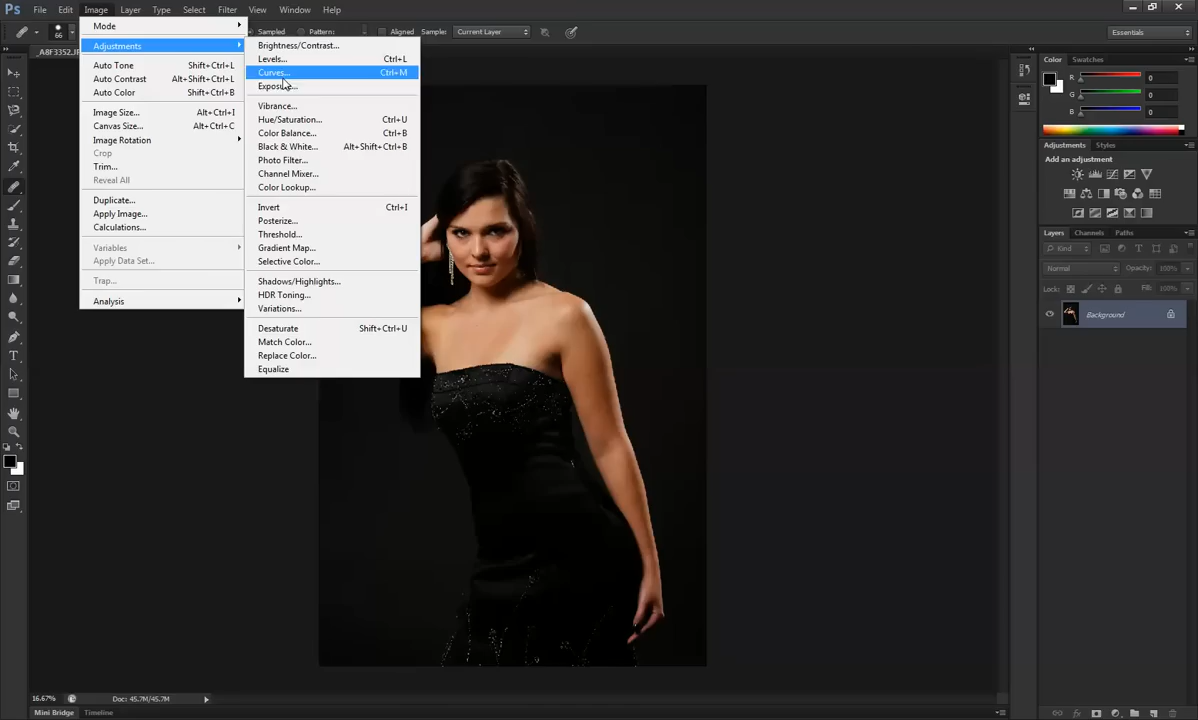 Ps File Edit Image Layer Type Select Filter View Window Help
66 Sampled Pattern: Aligned Sample: Current Layer Essentials
_A8F3352.JP
Mode
Adjustments
Auto Tone Shift+Ctrl+L
Auto Contrast Alt+Shift+Ctrl+L
Auto Color Shift+Ctrl+B
Image Size... Alt+Ctrl+I
Canvas Size... Alt+Ctrl+C
Image Rotation
Crop
Trim...
Reveal All
Duplicate...
Apply Image...
Calculations...
Variables
Apply Data Set...
Trap...
Analysis
Brightness/Contrast...
Levels... Ctrl+L
Curves... Ctrl+M
Exposure...
Vibrance...
Hue/Saturation... Ctrl+U
Color Balance... Ctrl+B
Black & White... Alt+Shift+Ctrl+B
Photo Filter...
Channel Mixer...
Color Lookup...
Invert Ctrl+I
Posterize...
Threshold...
Gradient Map...
Selective Color...
Shadows/Highlights...
HDR Toning...
Variations...
Desaturate Shift+Ctrl+U
Match Color...
Replace Color...
Equalize
Color Swatches
R 0
G 0
B 0
Adjustments Styles
Add an adjustment
Layers Channels Paths
Kind
Normal Opacity: 100%
Lock: Fill: 100%
Background
16.67% Doc: 45.7M/45.7M
Mini Bridge Timeline